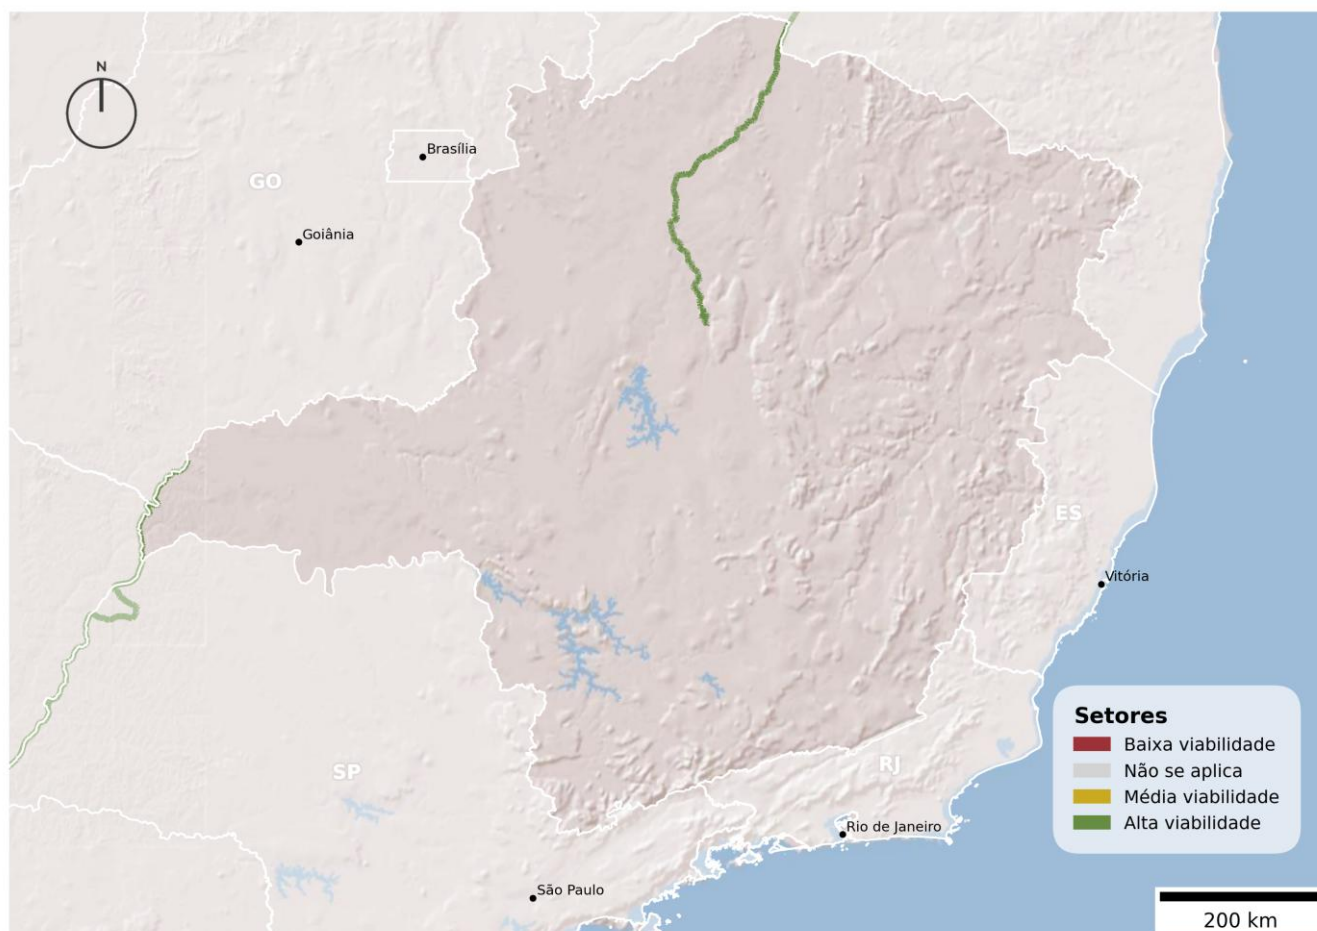 N
Brasília
GO
Goiânia
ES
Vitória
Setores
Baixa viabilidade
Não se aplica
Média viabilidade
Alta viabilidade
SP
RJ
Rio de Janeiro
São Paulo
200 km